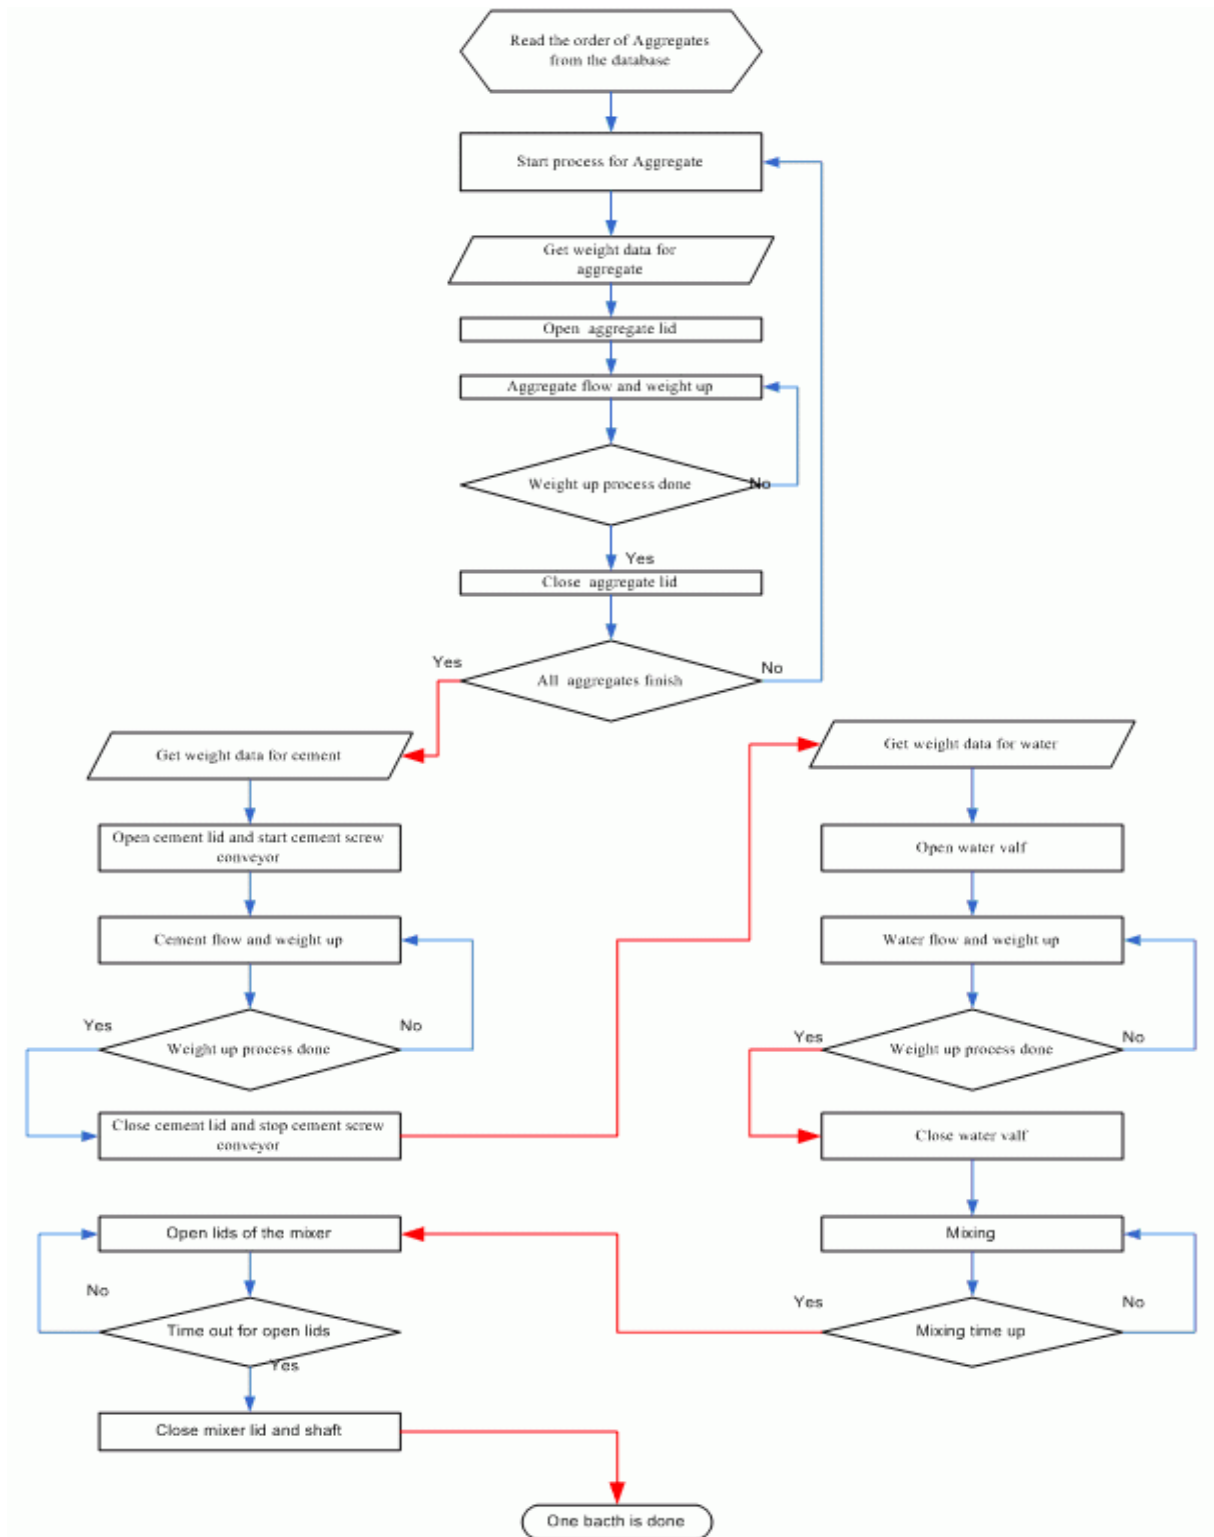 Read the order of Aggregates
from the database
Start process for Aggregate
Get weight data for
aggregate
Open aggregate lid
Aggregate flow and weight up
Weight up process done
No
Yes
Close aggregate lid
Yes
All aggregates finish
No
Get weight data for cement
Open cement lid and start cement screw
conveyor
Cement flow and weight up
Yes
No
Weight up process done
Close cement lid and stop cement screw
conveyor
Get weight data for water
Open water valf
Water flow and weight up
Yes
No
Weight up process done
Close water valf
Mixing
Yes
No
Mixing time up
Open lids of the mixer
No
Time out for open lids
Yes
Close mixer lid and shaft
One bacth is done